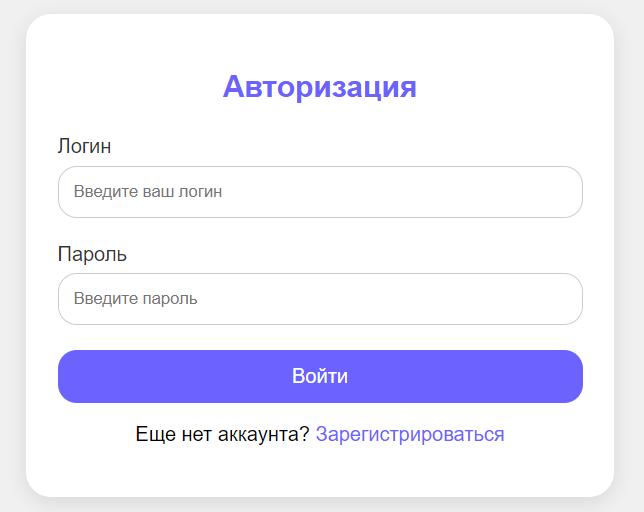 Авторизация
Логин
Введите ваш логин
Пароль
Введите пароль
Войти
Еще нет аккаунта? Зарегистрироваться